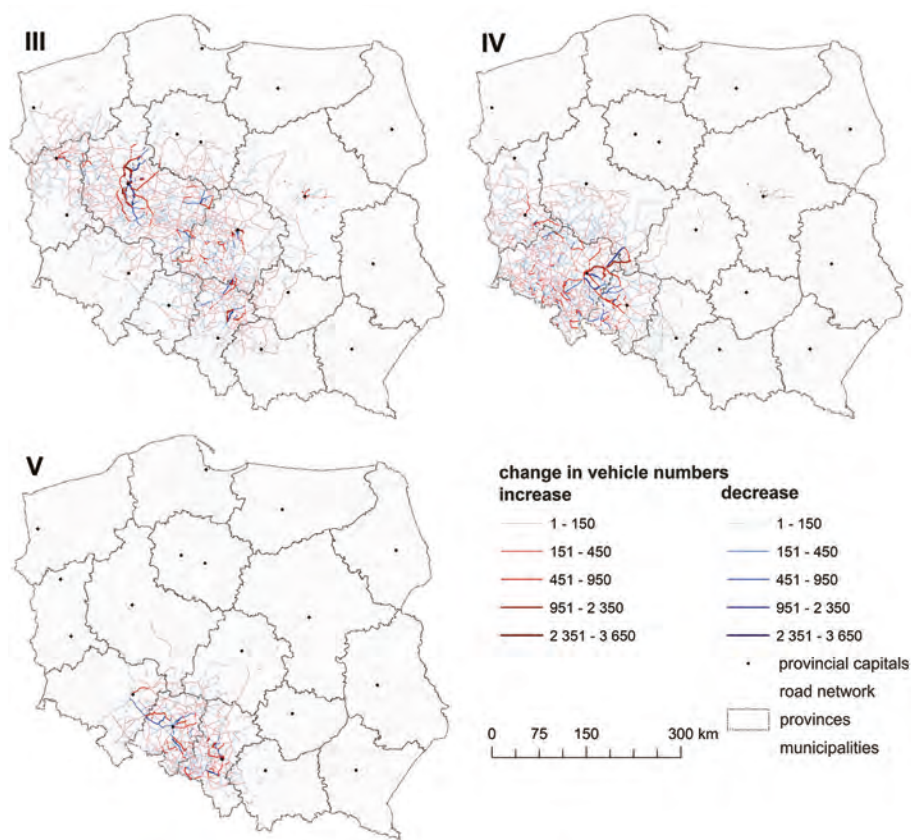 III
IV
V
change in vehicle numbers
increase
decrease
1 - 150
1 - 150
151 - 450
151 - 450
451 - 950
451 - 950
951 - 2 350
951 - 2 350
2 351 - 3 650
2 351 - 3 650
provincial capitals
road network
provinces
municipalities
0 75 150 300 km